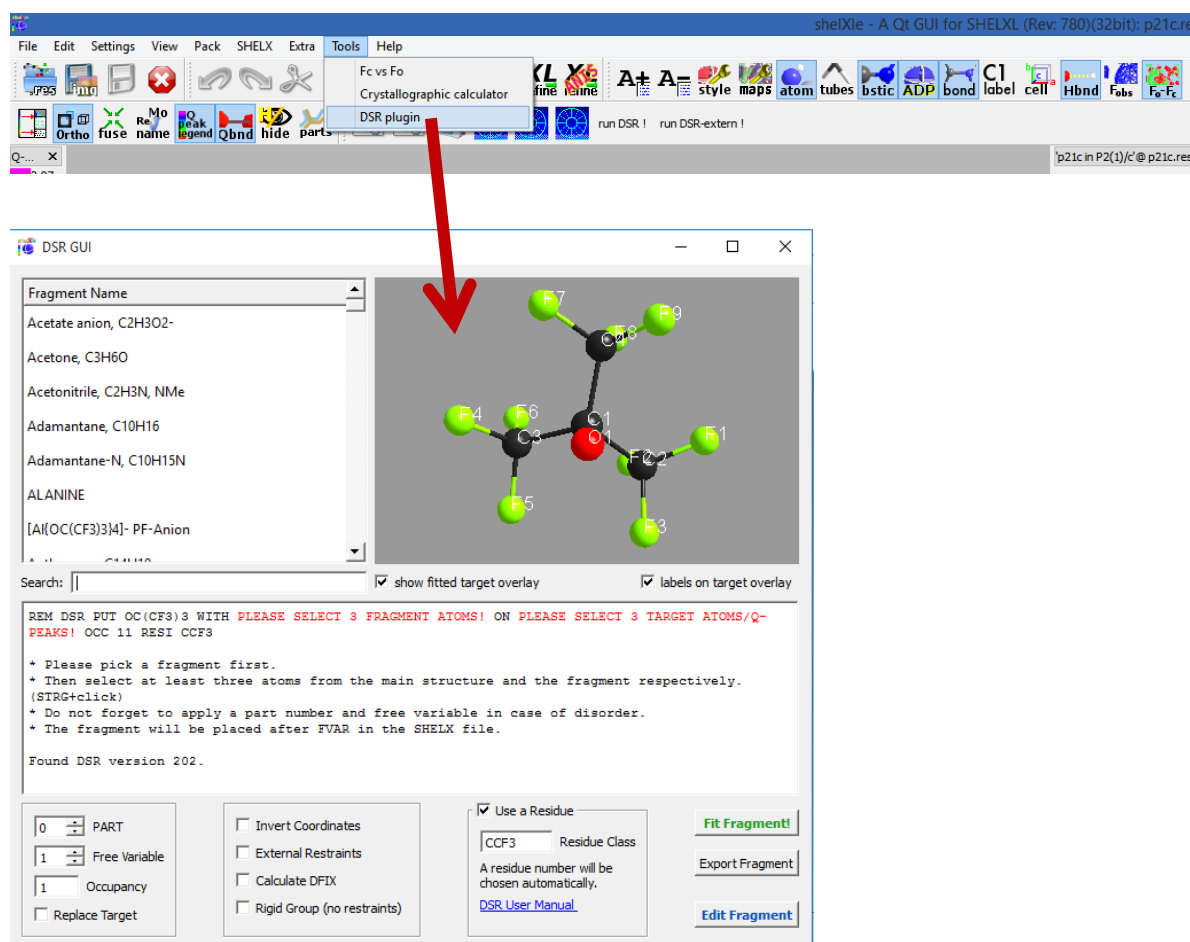 shelXle - A Qt GUI for SHELXL (Rev: 780)(32bit): p21c.re
File Edit Settings View Pack SHELX Extra Tools Help
Fc vs Fo
Crystallographic calculator
DSR plugin
.res img A+ A- style maps atom tubes bstic ADP bond Cl label cell Hbnd Fobs Fo-Fc
Ortho fuse ReMo name Peak legend Qbnd hide parts run DSR ! run DSR-extern !
Q-... 'p21c in P2(1)/c'@ p21c.res
DSR GUI
Fragment Name
Acetate anion, C2H3O2-
Acetone, C3H6O
Acetonitrile, C2H3N, NMe
Adamantane, C10H16
Adamantane-N, C10H15N
ALANINE
[Al{OC(CF3)3}4]- PF-Anion
F7
F9
F8
C4
F4
F6
C1
C3
O1
F1
F2
C2
F5
F3
Search: show fitted target overlay labels on target overlay
REM DSR PUT OC(CF3)3 WITH PLEASE SELECT 3 FRAGMENT ATOMS! ON PLEASE SELECT 3 TARGET ATOMS/Q-
PEAKS! OCC 11 RESI CCF3
* Please pick a fragment first.
* Then select at least three atoms from the main structure and the fragment respectively.
(STRG+click)
* Do not forget to apply a part number and free variable in case of disorder.
* The fragment will be placed after FVAR in the SHELX file.
Found DSR version 202.
0 PART
1 Free Variable
1 Occupancy
Replace Target
Invert Coordinates
External Restraints
Calculate DFIX
Rigid Group (no restraints)
Use a Residue
CCF3 Residue Class
A residue number will be
chosen automatically.
DSR User Manual
Fit Fragment!
Export Fragment
Edit Fragment